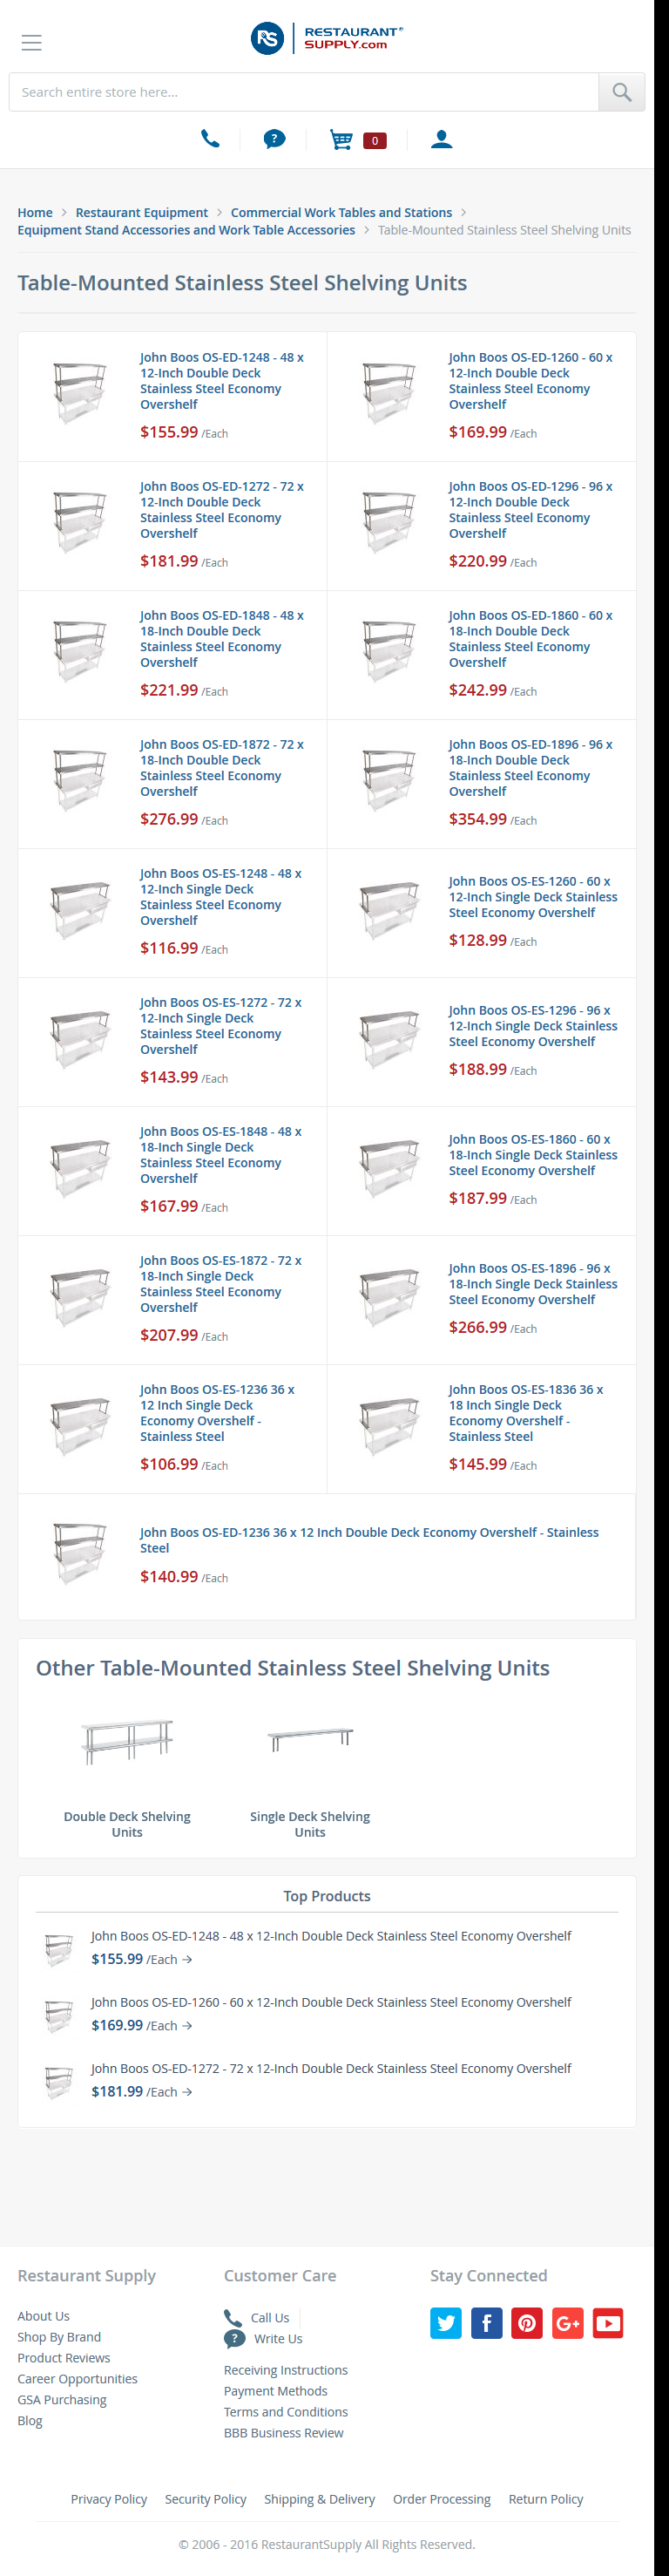 RS RESTAURANT®
SUPPLY.com
Search entire store here...
?
0
Home > Restaurant Equipment > Commercial Work Tables and Stations >
Equipment Stand Accessories and Work Table Accessories > Table-Mounted Stainless Steel Shelving Units
Table-Mounted Stainless Steel Shelving Units
John Boos OS-ED-1248 - 48 x
12-Inch Double Deck
Stainless Steel Economy
Overshelf
$155.99 /Each
John Boos OS-ED-1260 - 60 x
12-Inch Double Deck
Stainless Steel Economy
Overshelf
$169.99 /Each
John Boos OS-ED-1272 - 72 x
12-Inch Double Deck
Stainless Steel Economy
Overshelf
$181.99 /Each
John Boos OS-ED-1296 - 96 x
12-Inch Double Deck
Stainless Steel Economy
Overshelf
$220.99 /Each
John Boos OS-ED-1848 - 48 x
18-Inch Double Deck
Stainless Steel Economy
Overshelf
$221.99 /Each
John Boos OS-ED-1860 - 60 x
18-Inch Double Deck
Stainless Steel Economy
Overshelf
$242.99 /Each
John Boos OS-ED-1872 - 72 x
18-Inch Double Deck
Stainless Steel Economy
Overshelf
$276.99 /Each
John Boos OS-ED-1896 - 96 x
18-Inch Double Deck
Stainless Steel Economy
Overshelf
$354.99 /Each
John Boos OS-ES-1248 - 48 x
12-Inch Single Deck
Stainless Steel Economy
Overshelf
$116.99 /Each
John Boos OS-ES-1260 - 60 x
12-Inch Single Deck Stainless
Steel Economy Overshelf
$128.99 /Each
John Boos OS-ES-1272 - 72 x
12-Inch Single Deck
Stainless Steel Economy
Overshelf
$143.99 /Each
John Boos OS-ES-1296 - 96 x
12-Inch Single Deck Stainless
Steel Economy Overshelf
$188.99 /Each
John Boos OS-ES-1848 - 48 x
18-Inch Single Deck
Stainless Steel Economy
Overshelf
$167.99 /Each
John Boos OS-ES-1860 - 60 x
18-Inch Single Deck Stainless
Steel Economy Overshelf
$187.99 /Each
John Boos OS-ES-1872 - 72 x
18-Inch Single Deck
Stainless Steel Economy
Overshelf
$207.99 /Each
John Boos OS-ES-1896 - 96 x
18-Inch Single Deck Stainless
Steel Economy Overshelf
$266.99 /Each
John Boos OS-ES-1236 36 x
12 Inch Single Deck
Economy Overshelf -
Stainless Steel
$106.99 /Each
John Boos OS-ES-1836 36 x
18 Inch Single Deck
Economy Overshelf -
Stainless Steel
$145.99 /Each
John Boos OS-ED-1236 36 x 12 Inch Double Deck Economy Overshelf - Stainless
Steel
$140.99 /Each
Other Table-Mounted Stainless Steel Shelving Units
Double Deck Shelving
Units
Single Deck Shelving
Units
Top Products
John Boos OS-ED-1248 - 48 x 12-Inch Double Deck Stainless Steel Economy Overshelf
$155.99 /Each →
John Boos OS-ED-1260 - 60 x 12-Inch Double Deck Stainless Steel Economy Overshelf
$169.99 /Each →
John Boos OS-ED-1272 - 72 x 12-Inch Double Deck Stainless Steel Economy Overshelf
$181.99 /Each →
Restaurant Supply
About Us
Shop By Brand
Product Reviews
Career Opportunities
GSA Purchasing
Blog
Customer Care
Call Us
? Write Us
Receiving Instructions
Payment Methods
Terms and Conditions
BBB Business Review
Stay Connected
f G+
Privacy Policy Security Policy Shipping & Delivery Order Processing Return Policy
© 2006 - 2016 RestaurantSupply All Rights Reserved.